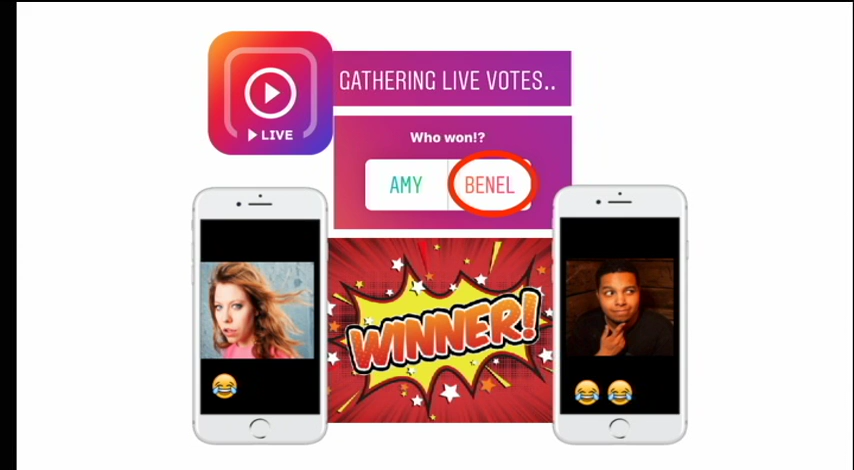 LIVE
GATHERING LIVE VOTES..
Who won!?
AMY
BENEL
WINNER!